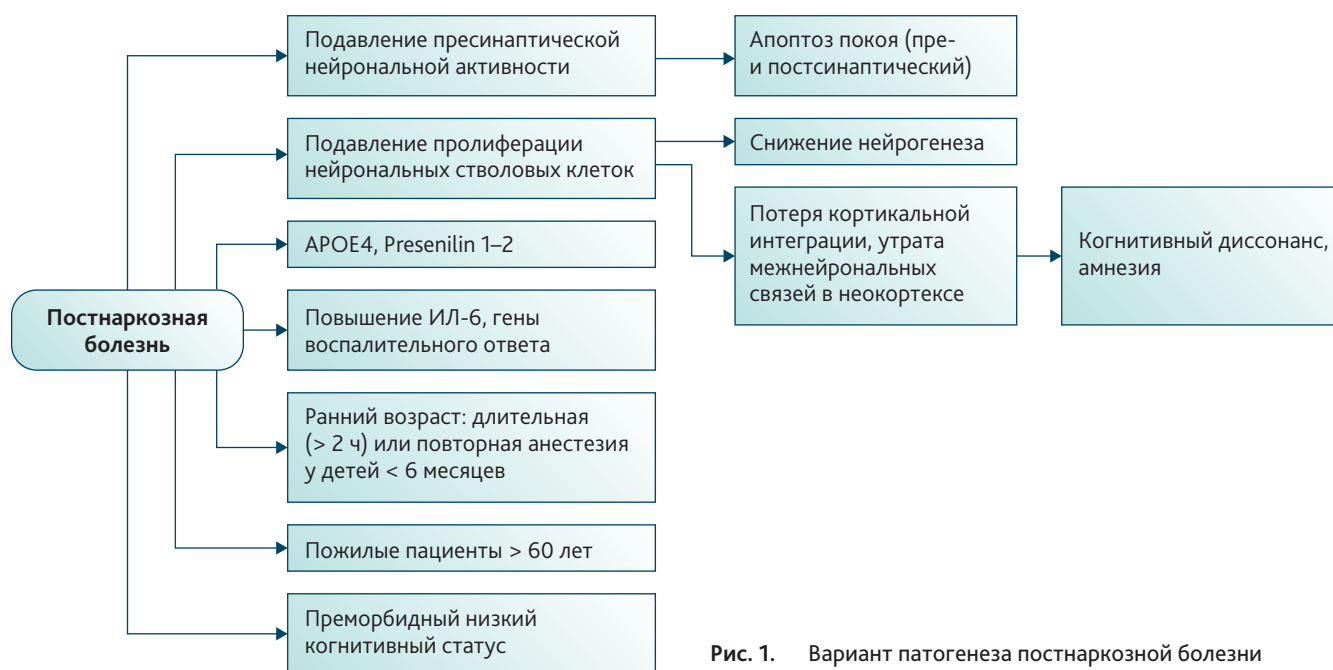 Подавление пресинаптической
нейрональной активности
Апоптоз покоя (пре-
и постсинаптический)
Подавление пролиферации
нейрональных стволовых клеток
Снижение нейрогенеза
Потеря кортикальной
интеграции, утрата
межнейрональных
связей в неокортексе
Когнитивный диссонанс,
амнезия
APOE4, Presenilin 1–2
Постнаркозная
болезнь
Повышение ИЛ-6, гены
воспалительного ответа
Ранний возраст: длительная
(> 2 ч) или повторная анестезия
у детей < 6 месяцев
Пожилые пациенты > 60 лет
Преморбидный низкий
когнитивный статус
Рис. 1. Вариант патогенеза постнаркозной болезни